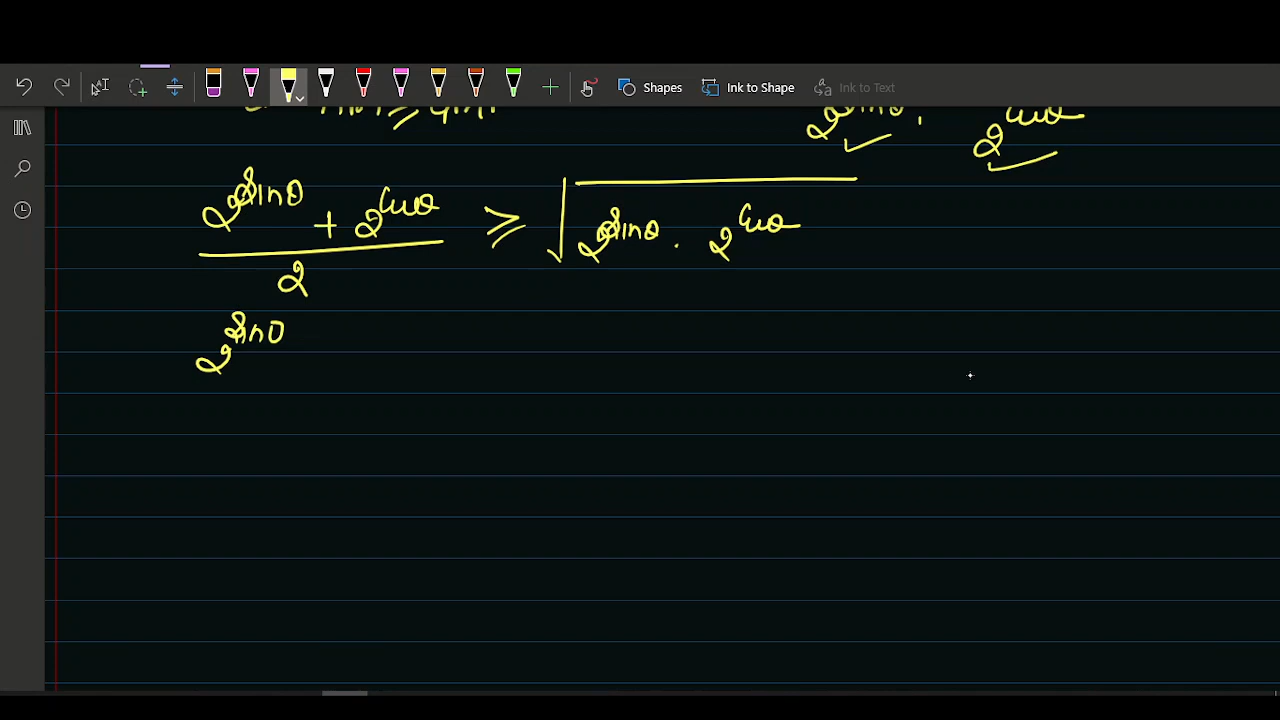 Shapes Ink to Shape Ink to Text
A.M. ≥ G.M. 2^sinθ , 2^cosθ
(2^sinθ + 2^cosθ)/2 ≥ √(2^sinθ . 2^cosθ)
2^sinθ